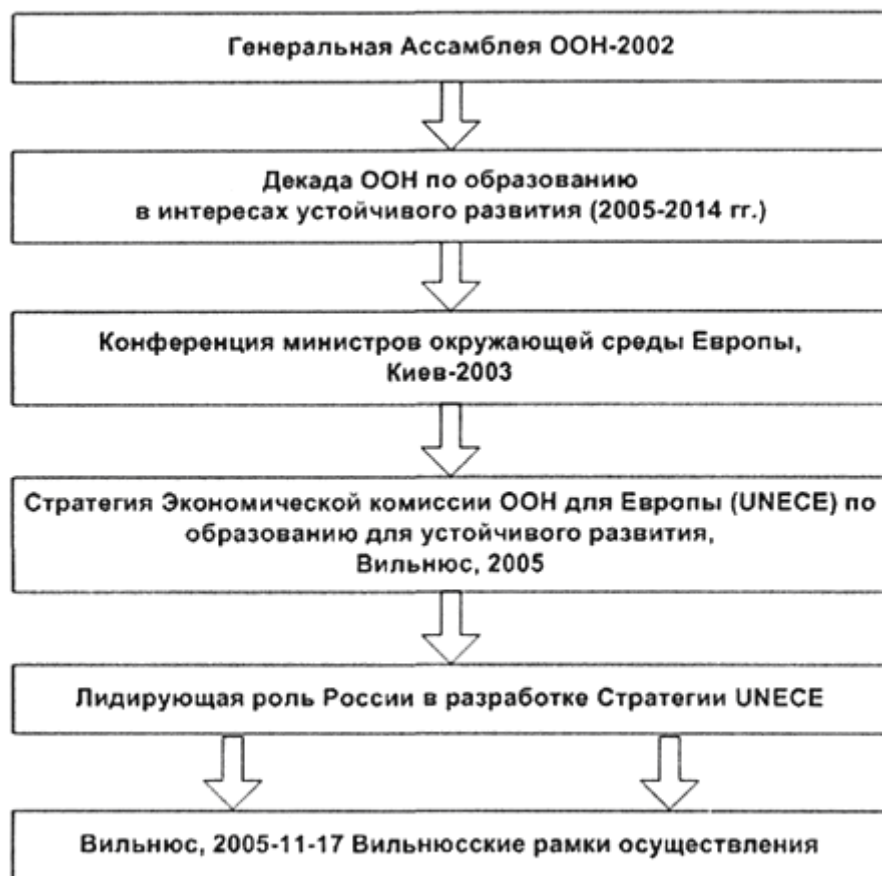 Генеральная Ассамблея ООН-2002
Декада ООН по образованию
в интересах устойчивого развития (2005-2014 гг.)
Конференция министров окружающей среды Европы,
Киев-2003
Стратегия Экономической комиссии ООН для Европы (UNECE) по
образованию для устойчивого развития,
Вильнюс, 2005
Лидирующая роль России в разработке Стратегии UNECE
Вильнюс, 2005-11-17 Вильнюсские рамки осуществления